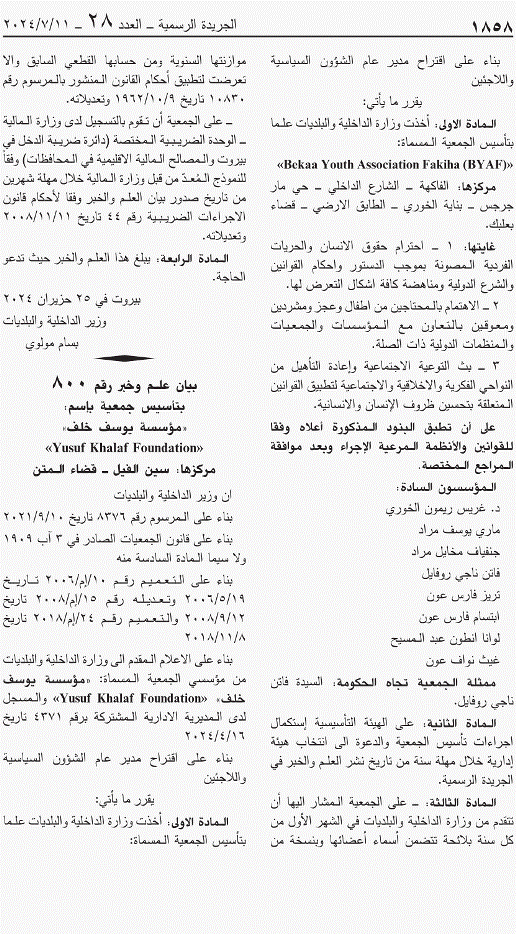 ١٨٥٨
الجريدة الرسمية ــ العدد ٢٨ ــ ٢٠٢٤/٧/١١
بناء على اقتراح مدير عام الشؤون السياسية
واللاجئين
يقرر ما يأتي:
المادة الاولى: أخذت وزارة الداخلية والبلديات علما
بتأسيس الجمعية المسماة:
«Bekaa Youth Association Fakiha (BYAF)»
مركزها: الفاكهة ــ الشارع الداخلي ــ حي مار
جرجس ــ بناية الخوري ــ الطابق الارضي ــ قضاء
بعلبك.
غايتها: ١ ــ احترام حقوق الانسان والحريات
الفردية المصونة بموجب الدستور واحكام القوانين
والشرع الدولية ومناهضة كافة اشكال التعرض لها.
٢ ــ الاهتمام بالمحتاجين من اطفال وعجز ومشردين
ومعوقين بالتعاون مع المؤسسات والجمعيات
والمنظمات الدولية ذات الصلة.
٣ ــ بث التوعية الاجتماعية وإعادة التأهيل من
النواحي الفكرية والاخلاقية والاجتماعية لتطبيق القوانين
المتعلقة بتحسين ظروف الإنسان والانسانية.
على أن تطبق البنود المذكورة أعلاه وفقا
للقوانين والأنظمة المرعية الإجراء وبعد موافقة
المراجع المختصة.
المؤسسون السادة:
د. غريس ريمون الخوري
ماري يوسف مراد
جنفياف مخايل مراد
فاتن ناجي روفايل
تريز فارس عون
ابتسام فارس عون
لوانا انطون عبد المسيح
غيث نواف عون
ممثلة الجمعية تجاه الحكومة: السيدة فاتن
ناجي روفايل.
المادة الثانية: على الهيئة التأسيسية إستكمال
اجراءات تأسيس الجمعية والدعوة الى انتخاب هيئة
إدارية خلال مهلة سنة من تاريخ نشر العلم والخبر في
الجريدة الرسمية.
المادة الثالثة: ــ على الجمعية المشار اليها أن
تتقدم من وزارة الداخلية والبلديات في الشهر الأول من
كل سنة بلائحة تتضمن أسماء أعضائها وبنسخة من
موازنتها السنوية ومن حسابها القطعي السابق والا
تعرضت لتطبيق أحكام القانون المنشور بالمرسوم رقم
١٠٨٣٠ تاريخ ١٩٦٢/١٠/٩ وتعديلاته.
ــ على الجمعية أن تقوم بالتسجيل لدى وزارة المالية
ــ الوحدة الضريبية المختصة (دائرة ضريبة الدخل في
بيروت والمصالح المالية الاقليمية في المحافظات) وفقاً
للنموذج المُعدّ من قبل وزارة المالية خلال مهلة شهرين
من تاريخ صدور بيان العلم والخبر وفقا لأحكام قانون
الاجراءات الضريبية رقم ٤٤ تاريخ ٢٠٠٨/١١/١١
وتعديلاته.
المادة الرابعة: يبلغ هذا العلم والخبر حيث تدعو
الحاجة.
بيروت في ٢٥ حزيران ٢٠٢٤
وزير الداخلية والبلديات
بسام مولوي
بيان علم وخبر رقم ٨٠٠
بتأسيس جمعية بإسم:
«مؤسسة يوسف خلف»
«Yusuf Khalaf Foundation»
مركزها: سين الفيل ــ قضاء المتن
ان وزير الداخلية والبلديات
بناء على المرسوم رقم ٨٣٧٦ تاريخ ٢٠٢١/٩/١٠
بناء على قانون الجمعيات الصادر في ٣ آب ١٩٠٩
ولا سيما المادة السادسة منه
بناء على التعميم رقم ١٠/إم/٢٠٠٦ تاريخ
٢٠٠٦/٥/١٩ وتعديله رقم ١٥/إم/٢٠٠٨ تاريخ
٢٠٠٨/٩/١٢ والتعميم رقم ٢٤/إم/٢٠١٨ تاريخ
٢٠١٨/١١/٨
بناء على الاعلام المقدم الى وزارة الداخلية والبلديات
من مؤسسي الجمعية المسماة: «مؤسسة يوسف
خلف» «Yusuf Khalaf Foundation» والمسجل
لدى المديرية الادارية المشتركة برقم ٤٣٧١ تاريخ
٢٠٢٤/٤/١٦
بناء على اقتراح مدير عام الشؤون السياسية
واللاجئين
يقرر ما يأتي:
المادة الاولى: أخذت وزارة الداخلية والبلديات علما
بتأسيس الجمعية المسماة: